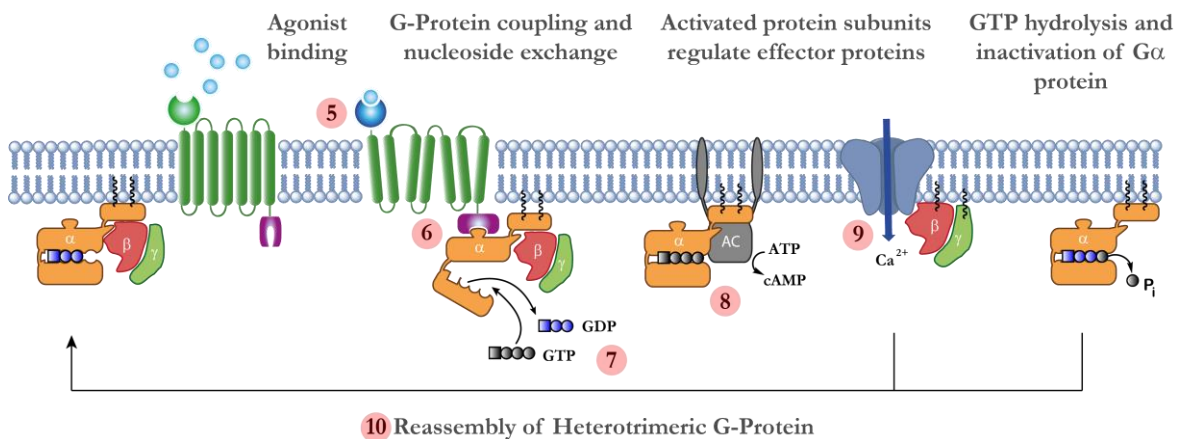 Agonist
binding
G-Protein coupling and
nucleoside exchange
Activated protein subunits
regulate effector proteins
GTP hydrolysis and
inactivation of Gα
protein
5
α
β
γ
6
α
β
γ
GDP
GTP
7
α
AC
ATP
cAMP
8
9
Ca²⁺
β
γ
α
Pi
10 Reassembly of Heterotrimeric G-Protein